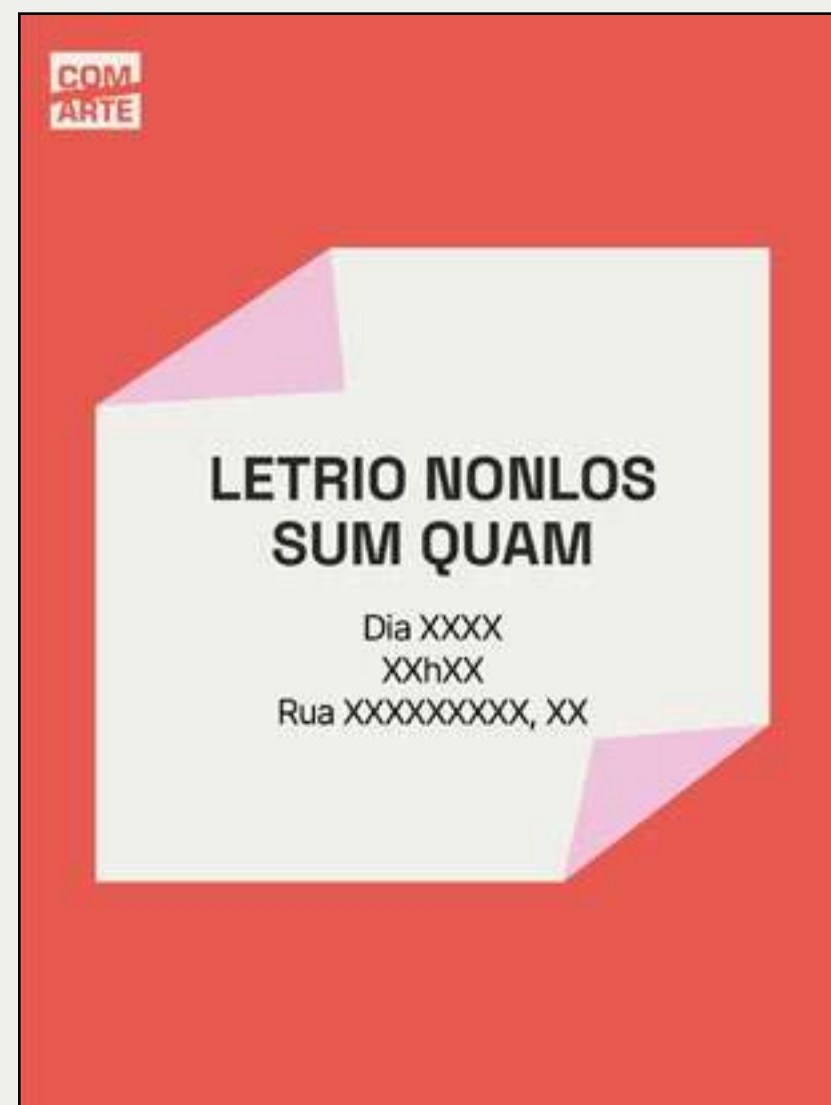 COM
ARTE
LETRIO NONLOS
SUM QUAM
Dia XXXX
XXhXX
Rua XXXXXXXXX, XX